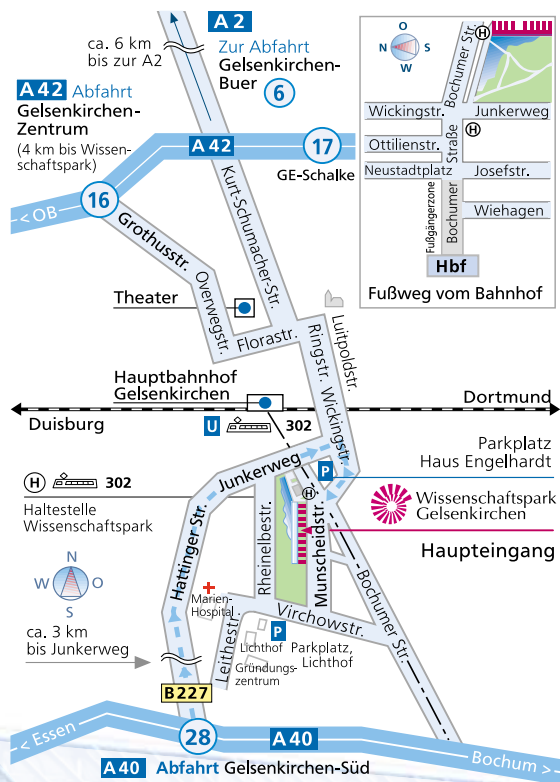 ca. 6 km
bis zur A2
A 2
Zur Abfahrt
Gelsenkirchen-
Buer
6
A 42 Abfahrt
Gelsenkirchen-
Zentrum
(4 km bis Wissen-
schaftspark)
A 42
17
GE-Schalke
16
< OB
Kurt-Schumacher-Str.
Grothusstr.
Overwegstr.
Theater
Florastr.
Ringstr.
Luitpoldstr.
Wickingstr.
Hauptbahnhof
Gelsenkirchen
Duisburg
Dortmund
U
302
O
N
S
W
H
Bochumer Str.
Wickingstr.
Junkerweg
H
Ottilienstr.
Straße
Neustadtplatz
Josefstr.
Fußgängerzone
Bochumer
Wiehagen
Hbf
Fußweg vom Bahnhof
Parkplatz
Haus Engelhardt
P
Junkerweg
H
302
Haltestelle
Wissenschaftspark
H
Wissenschaftspark
Gelsenkirchen
Haupteingang
Hattinger Str.
Rheinelbestr.
Munscheidstr.
Bochumer Str.
N
W
O
S
ca. 3 km
bis Junkerweg
Marien-
Hospital
Leithestr.
Virchowstr.
P
Lichthof
Parkplatz,
Lichthof
Gründungs-
zentrum
B 227
28
< Essen
A 40
Bochum >
A 40 Abfahrt Gelsenkirchen-Süd